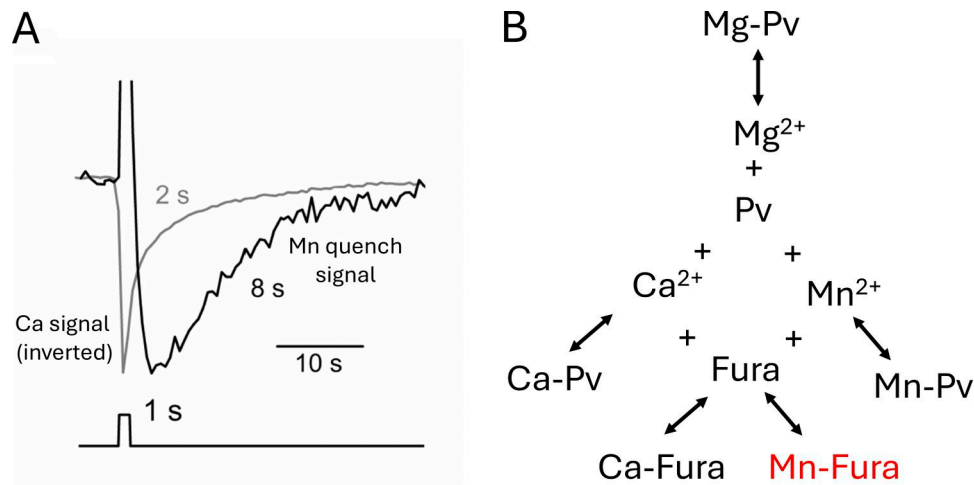 A
2 s
Mn quench
signal
8 s
Ca signal
(inverted)
10 s
1 s
B
Mg-Pv
Mg²⁺
+
Pv
+ +
Ca²⁺ Mn²⁺
+ +
Fura
Ca-Pv Mn-Pv
Ca-Fura Mn-Fura